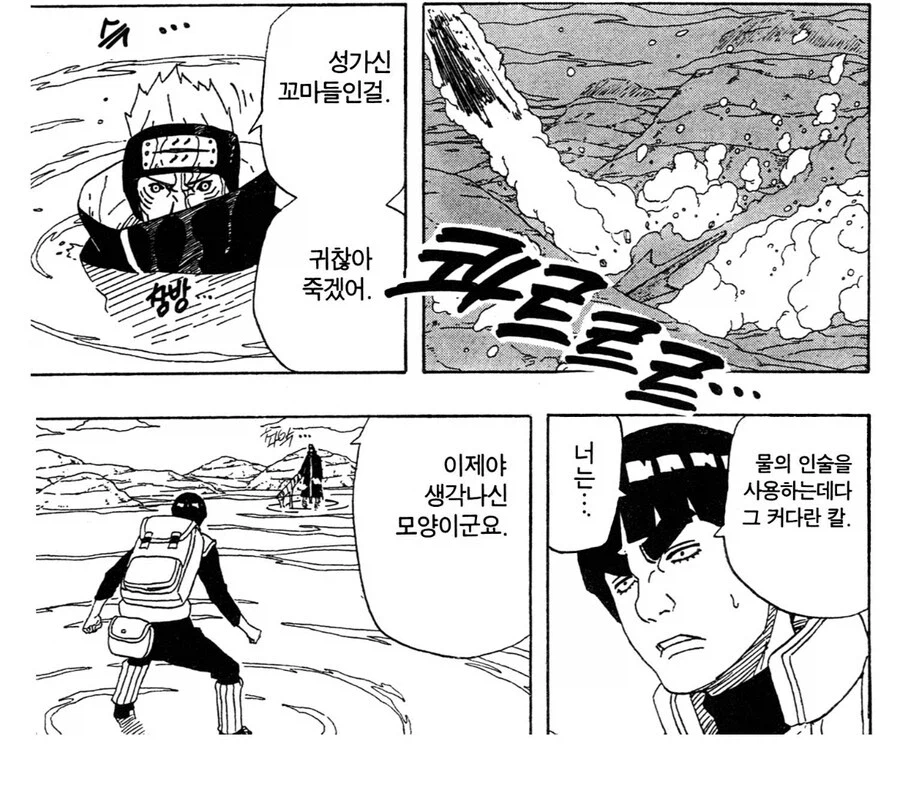 콰르르르…
성가신
꼬마들인걸.
귀찮아
죽겠어.
참방…
물의 인술을
사용하는데다
그 커다란 칼.
너
는….
이제야
생각나신
모양이군요.